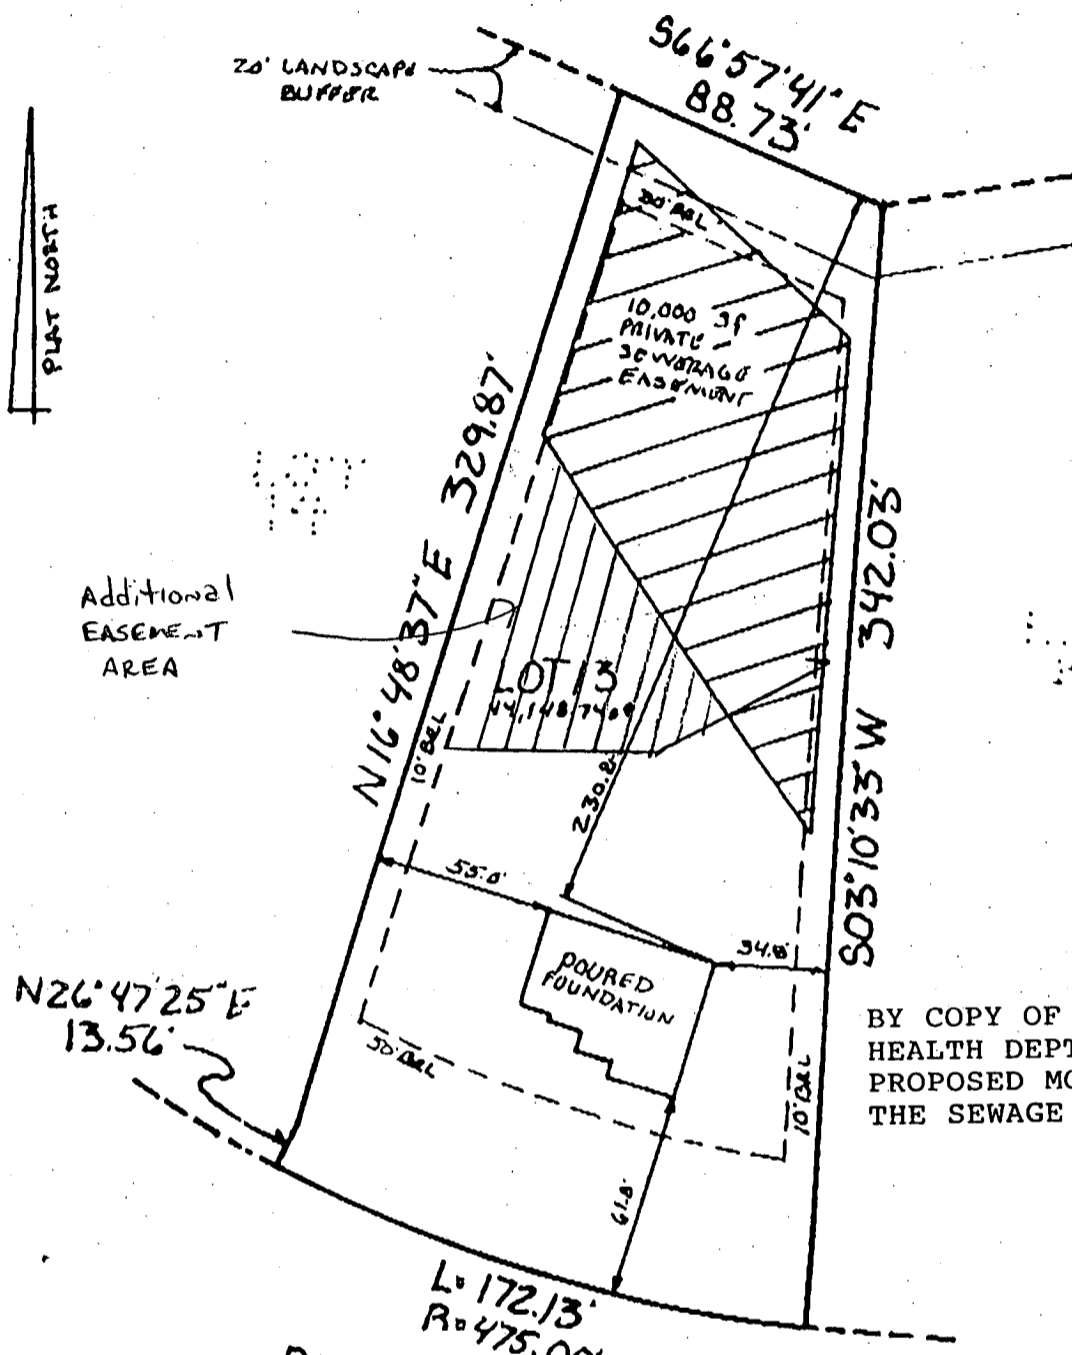 S66°57'41" E
88.73'
20' LANDSCAPE
BUFFER
PLAT NORTH
10,000 SF
PRIVATE
SEWERAGE
EASEMENT
N16°48'37" E 329.87'
S03°10'33" W 342.03'
Additional
EASEMENT
AREA
LOT 13
10' BRL
230.8'
55.0'
34.8'
POURED
FOUNDATION
N26°47'25" E
13.56'
50' BRL
10' BRL
BY COPY OF
HEALTH DEPT
PROPOSED MO
THE SEWAGE
61.8'
L= 172.13'
R=475.00'